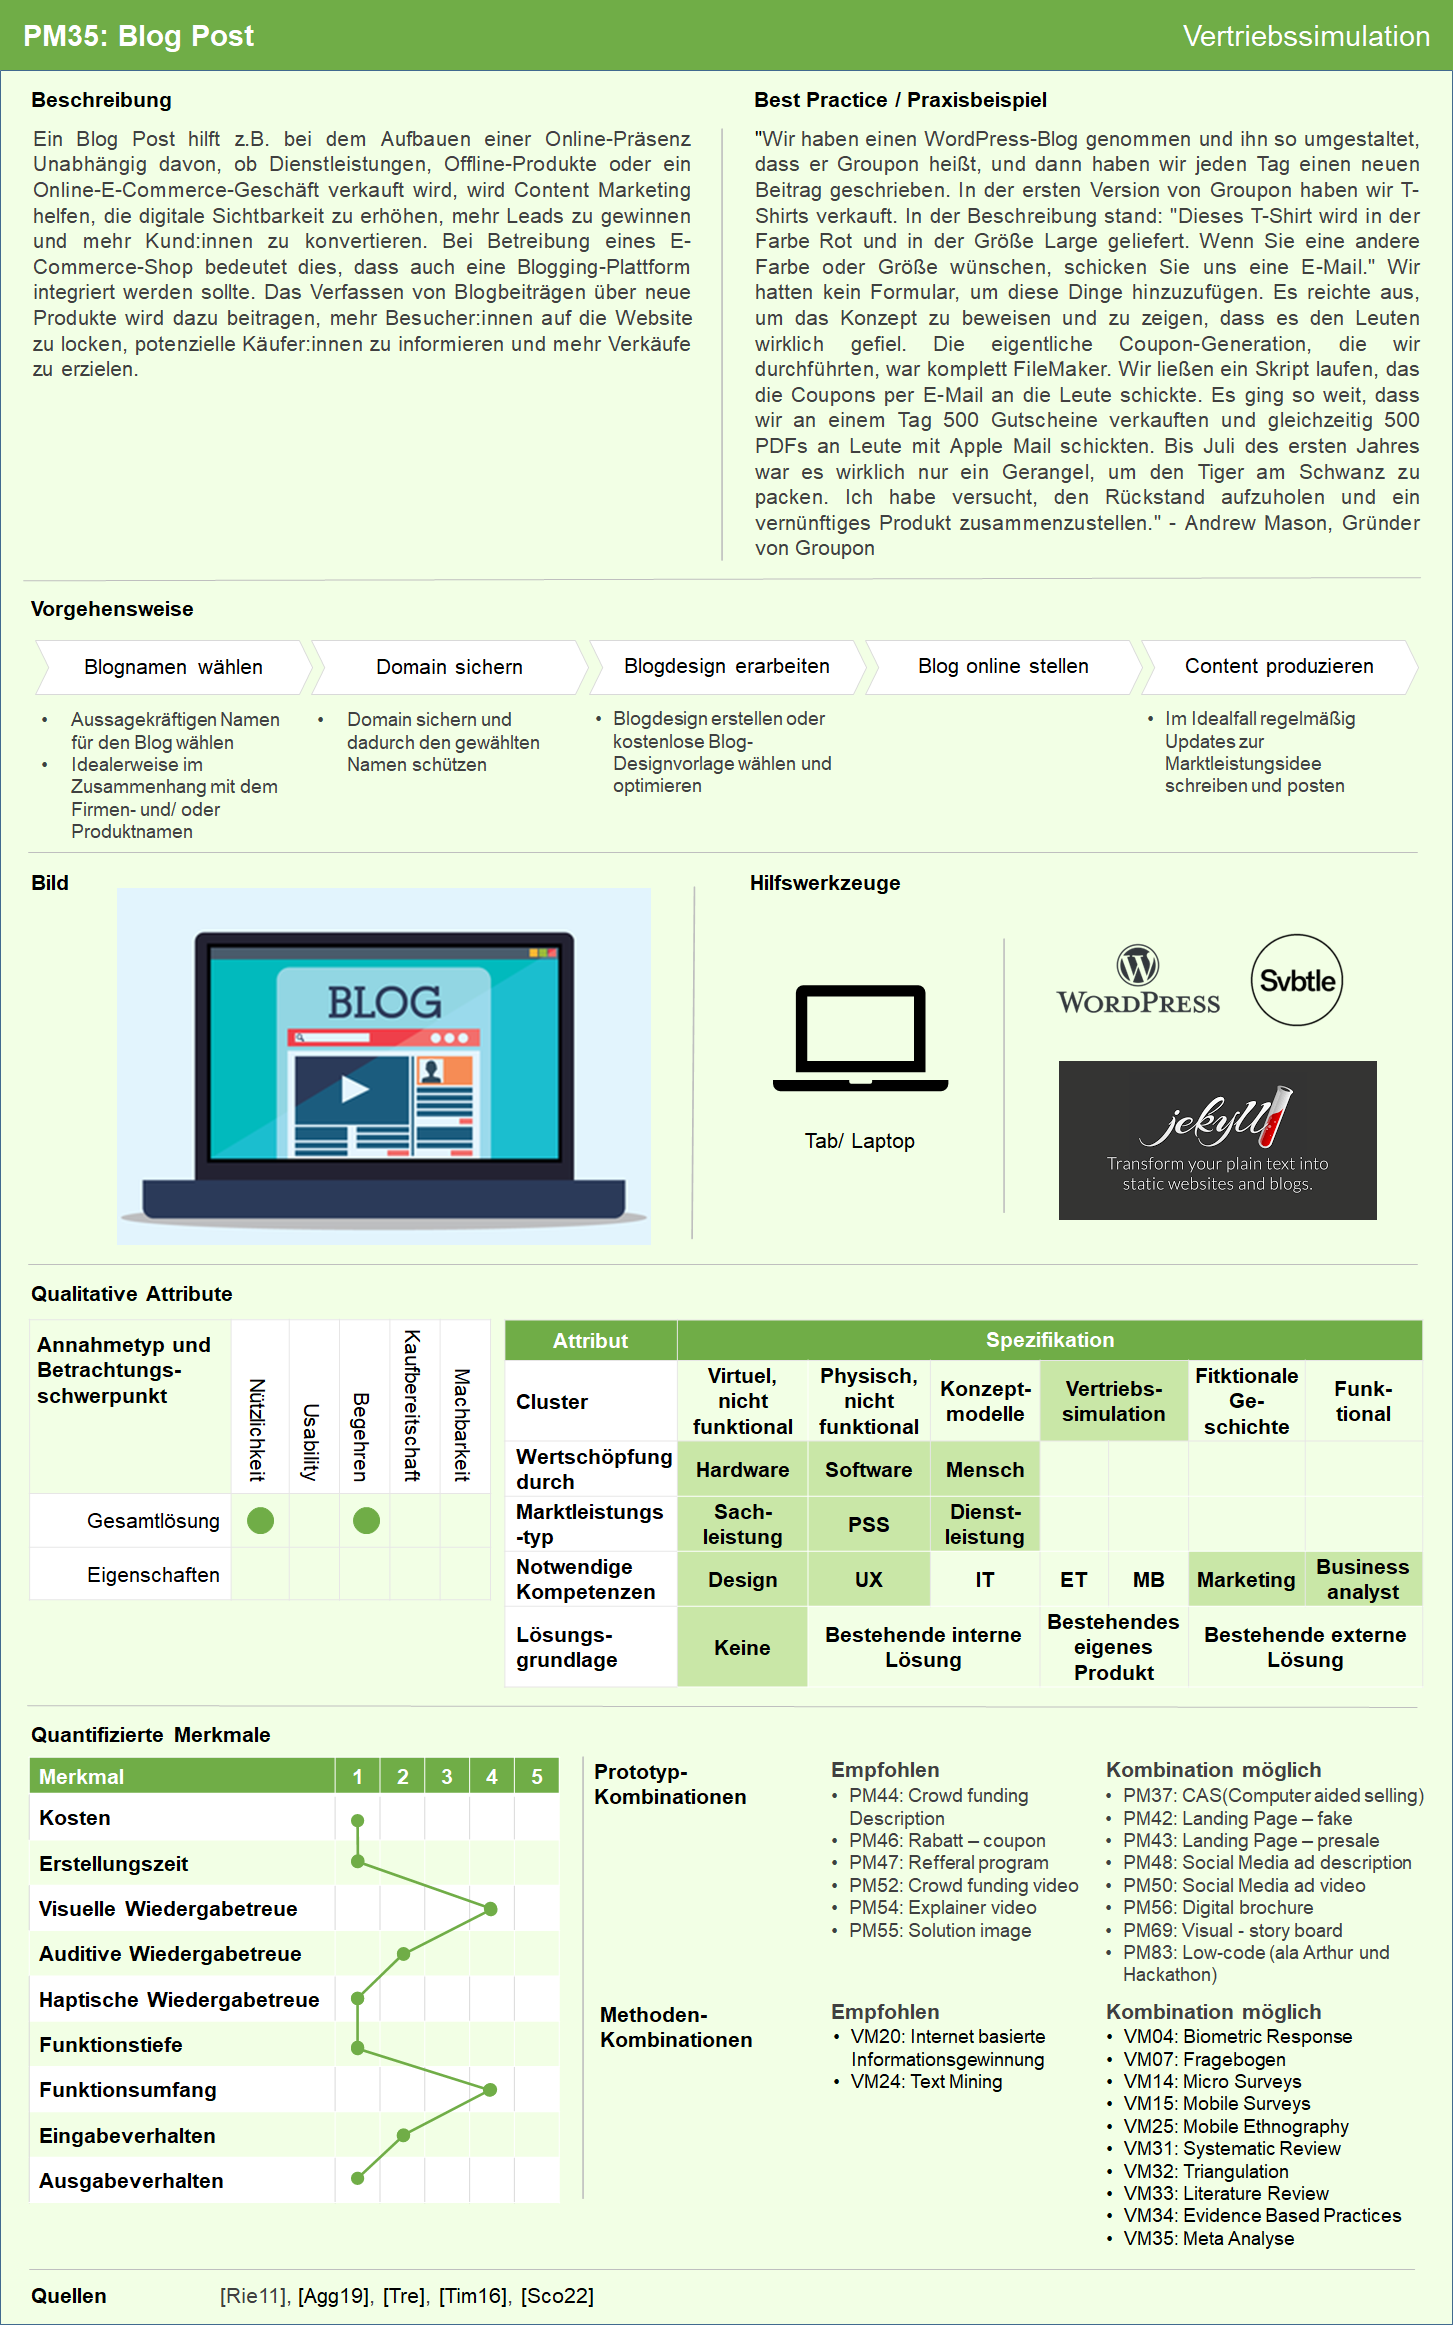 PM35: Blog Post
Vertriebssimulation
Beschreibung
Ein Blog Post hilft z.B. bei dem Aufbauen einer Online-Präsenz
Unabhängig davon, ob Dienstleistungen, Offline-Produkte oder ein
Online-E-Commerce-Geschäft verkauft wird, wird Content Marketing
helfen, die digitale Sichtbarkeit zu erhöhen, mehr Leads zu gewinnen
und mehr Kund:innen zu konvertieren. Bei Betreibung eines E-
Commerce-Shop bedeutet dies, dass auch eine Blogging-Plattform
integriert werden sollte. Das Verfassen von Blogbeiträgen über neue
Produkte wird dazu beitragen, mehr Besucher:innen auf die Website
zu locken, potenzielle Käufer:innen zu informieren und mehr Verkäufe
zu erzielen.
Best Practice / Praxisbeispiel
"Wir haben einen WordPress-Blog genommen und ihn so umgestaltet,
dass er Groupon heißt, und dann haben wir jeden Tag einen neuen
Beitrag geschrieben. In der ersten Version von Groupon haben wir T-
Shirts verkauft. In der Beschreibung stand: "Dieses T-Shirt wird in der
Farbe Rot und in der Größe Large geliefert. Wenn Sie eine andere
Farbe oder Größe wünschen, schicken Sie uns eine E-Mail." Wir
hatten kein Formular, um diese Dinge hinzuzufügen. Es reichte aus,
um das Konzept zu beweisen und zu zeigen, dass es den Leuten
wirklich gefiel. Die eigentliche Coupon-Generation, die wir
durchführten, war komplett FileMaker. Wir ließen ein Skript laufen, das
die Coupons per E-Mail an die Leute schickte. Es ging so weit, dass
wir an einem Tag 500 Gutscheine verkauften und gleichzeitig 500
PDFs an Leute mit Apple Mail schickten. Bis Juli des ersten Jahres
war es wirklich nur ein Gerangel, um den Tiger am Schwanz zu
packen. Ich habe versucht, den Rückstand aufzuholen und ein
vernünftiges Produkt zusammenzustellen." - Andrew Mason, Gründer
von Groupon
Vorgehensweise
Blognamen wählen
Domain sichern
Blogdesign erarbeiten
Blog online stellen
Content produzieren
• Aussagekräftigen Namen
für den Blog wählen
• Idealerweise im
Zusammenhang mit dem
Firmen- und/ oder
Produktnamen
• Domain sichern und
dadurch den gewählten
Namen schützen
• Blogdesign erstellen oder
kostenlose Blog-
Designvorlage wählen und
optimieren
• Im Idealfall regelmäßig
Updates zur
Marktleistungsidee
schreiben und posten
Bild
BLOG
Hilfswerkzeuge
Tab/ Laptop
WORDPRESS
Svbtle
jekyll
Transform your plain text into
static websites and blogs.
Qualitative Attribute
Annahmetyp und
Betrachtungs-
schwerpunkt
Nützlichkeit
Usability
Begehren
Kaufbereitschaft
Machbarkeit
Gesamtlösung
Eigenschaften
Attribut
Spezifikation
Cluster
Virtuel,
nicht
funktional
Physisch,
nicht
funktional
Konzept-
modelle
Vertriebs-
simulation
Fitktionale
Ge-
schichte
Funk-
tional
Wertschöpfung
durch
Hardware
Software
Mensch
Marktleistungs
-typ
Sach-
leistung
PSS
Dienst-
leistung
Notwendige
Kompetenzen
Design
UX
IT
ET
MB
Marketing
Business
analyst
Lösungs-
grundlage
Keine
Bestehende interne
Lösung
Bestehendes
eigenes
Produkt
Bestehende externe
Lösung
Quantifizierte Merkmale
Merkmal 1 2 3 4 5
Kosten
Erstellungszeit
Visuelle Wiedergabetreue
Auditive Wiedergabetreue
Haptische Wiedergabetreue
Funktionstiefe
Funktionsumfang
Eingabeverhalten
Ausgabeverhalten
Prototyp-
Kombinationen
Empfohlen
• PM44: Crowd funding
Description
• PM46: Rabatt – coupon
• PM47: Refferal program
• PM52: Crowd funding video
• PM54: Explainer video
• PM55: Solution image
Kombination möglich
• PM37: CAS(Computer aided selling)
• PM42: Landing Page – fake
• PM43: Landing Page – presale
• PM48: Social Media ad description
• PM50: Social Media ad video
• PM56: Digital brochure
• PM69: Visual - story board
• PM83: Low-code (ala Arthur und
Hackathon)
Methoden-
Kombinationen
Empfohlen
• VM20: Internet basierte
Informationsgewinnung
• VM24: Text Mining
Kombination möglich
• VM04: Biometric Response
• VM07: Fragebogen
• VM14: Micro Surveys
• VM15: Mobile Surveys
• VM25: Mobile Ethnography
• VM31: Systematic Review
• VM32: Triangulation
• VM33: Literature Review
• VM34: Evidence Based Practices
• VM35: Meta Analyse
Quellen
[Rie11], [Agg19], [Tre], [Tim16], [Sco22]